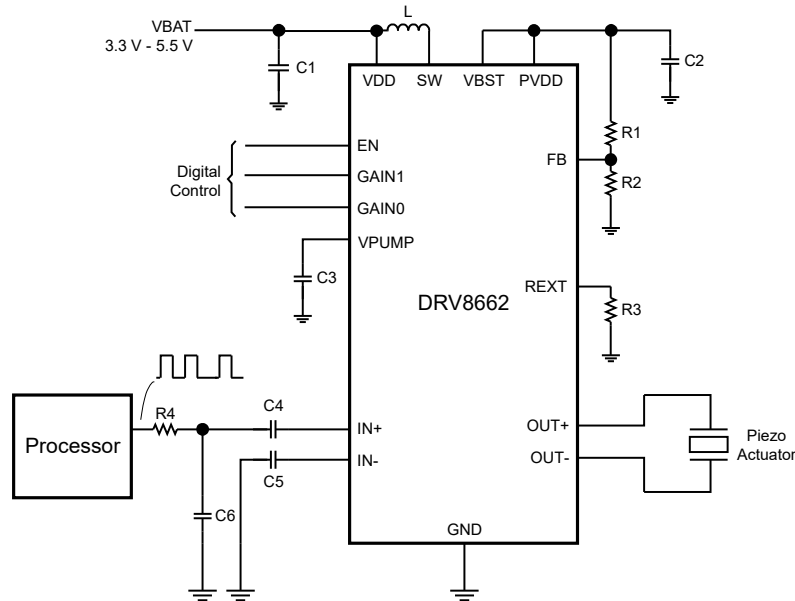 VBAT
3.3 V - 5.5 V
L
C1
C2
VDD
SW
VBST
PVDD
R1
EN
FB
Digital
Control
GAIN1
R2
GAIN0
VPUMP
C3
REXT
DRV8662
R3
Processor
R4
C4
IN+
OUT+
Piezo
Actuator
IN-
OUT-
C5
C6
GND